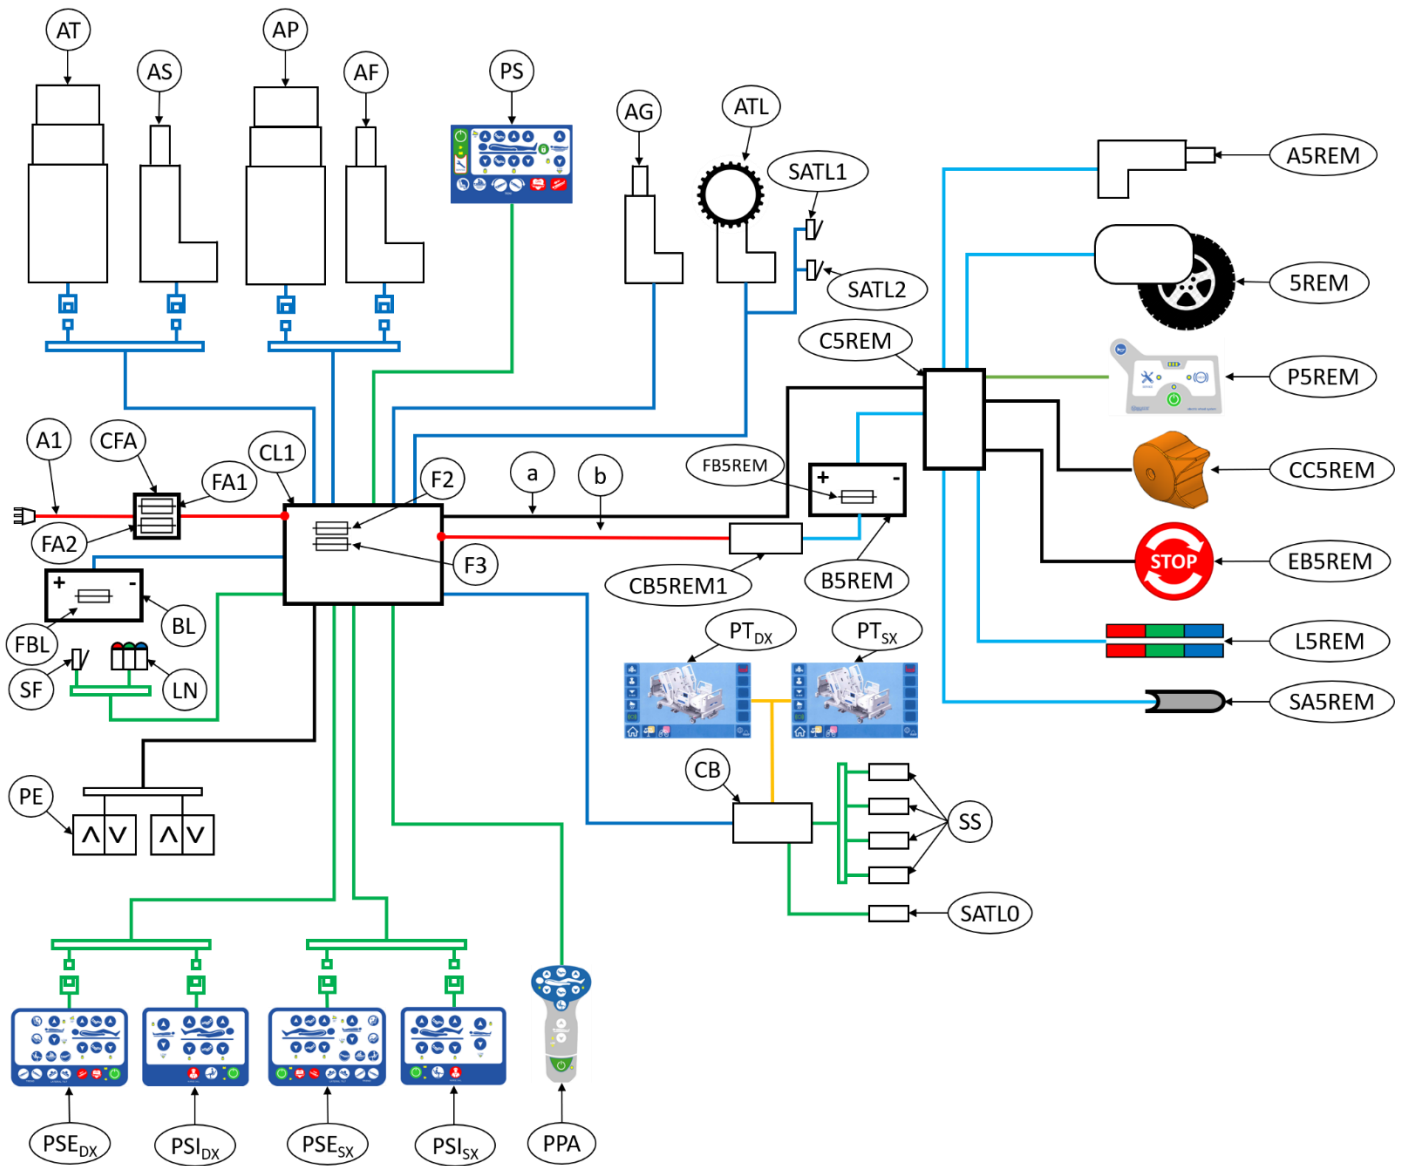 AT
AP
AS
AF
PS
AG
ATL
SATL1
A5REM
SATL2
5REM
C5REM
P5REM
A1
CFA
FA1
CL1
F2
a
b
FB5REM
+
-
CC5REM
FA2
F3
STOP
EB5REM
+
-
CB5REM1
B5REM
FBL
BL
PT DX
PT SX
L5REM
SF
LN
SA5REM
CB
PE
SS
SATL0
PSE DX
PSI DX
PSE SX
PSI SX
PPA